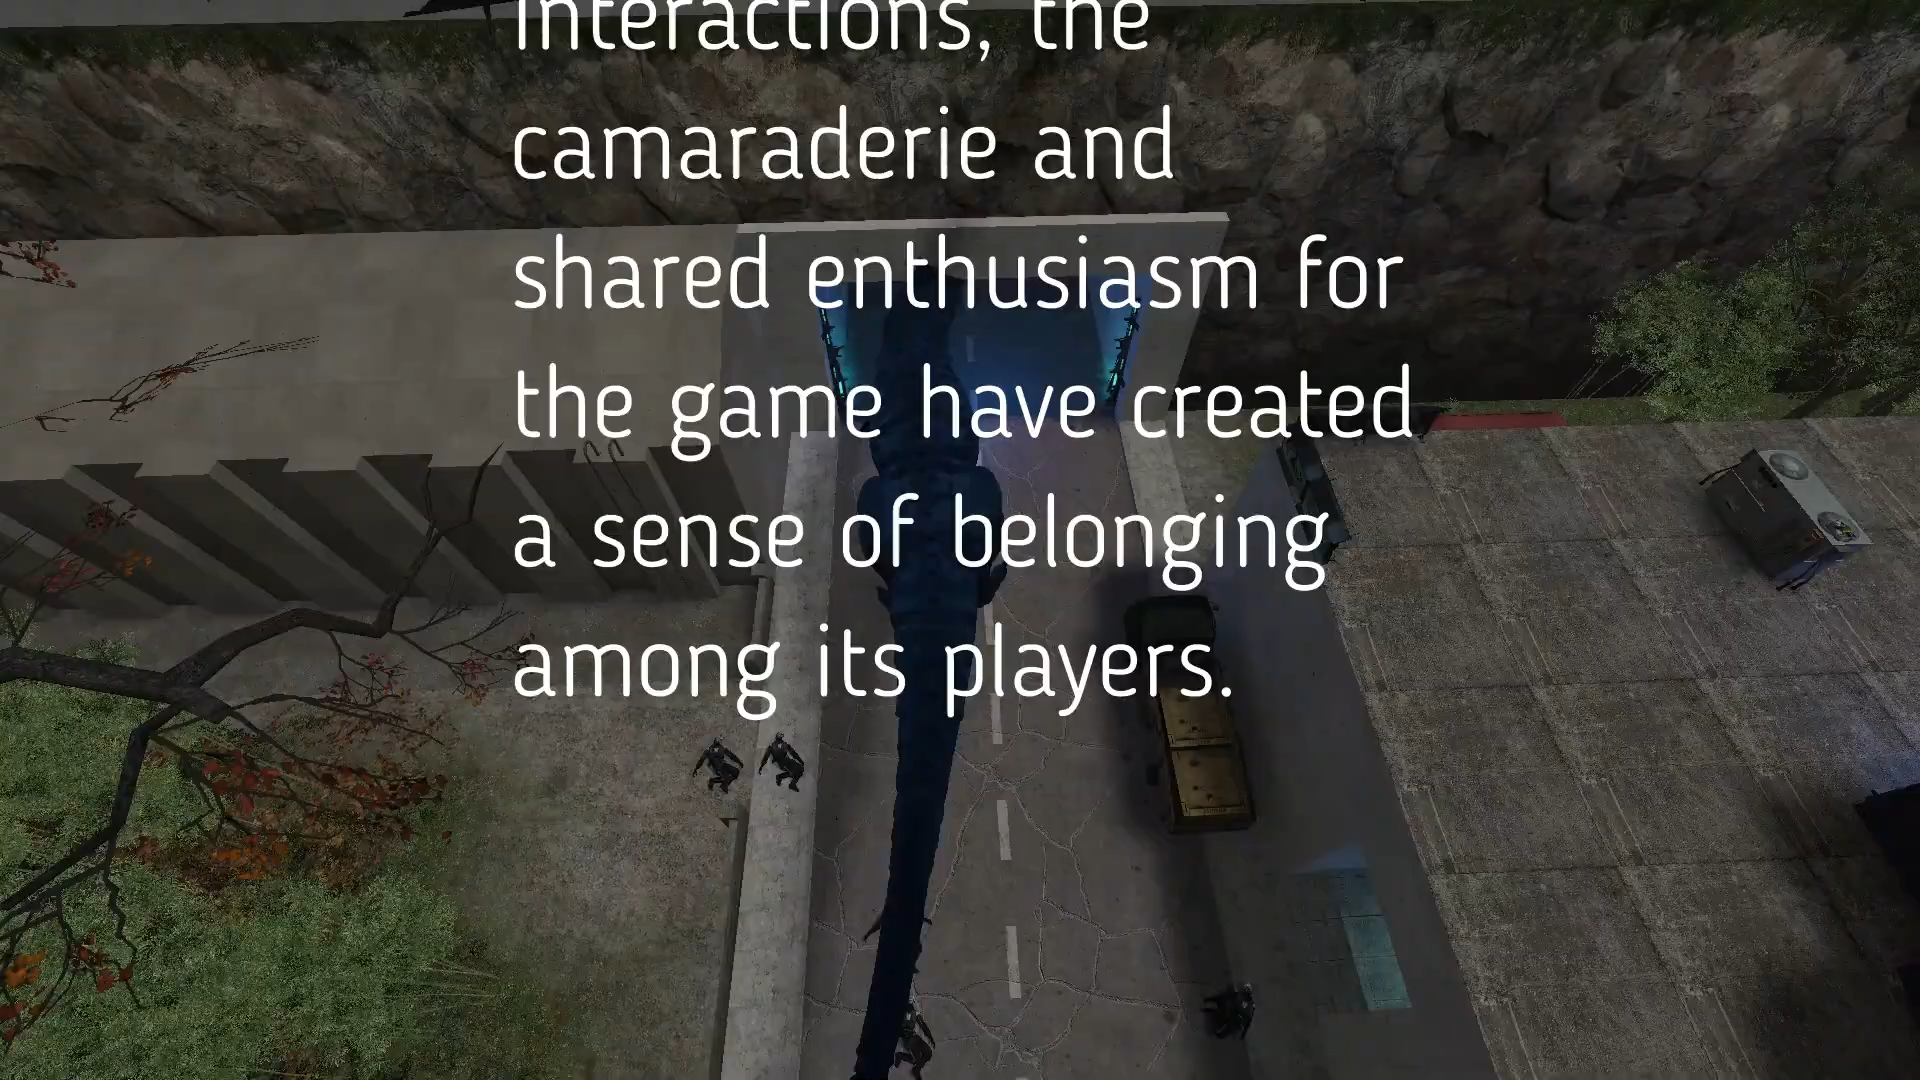 interactions, the
camaraderie and
shared enthusiasm for
the game have created
a sense of belonging
among its players.